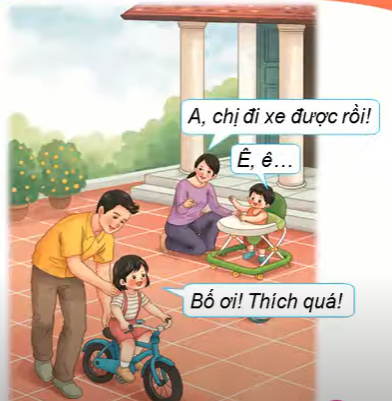 A, chị đi xe được rồi!
Ê, ê...
Bố ơi! Thích quá!